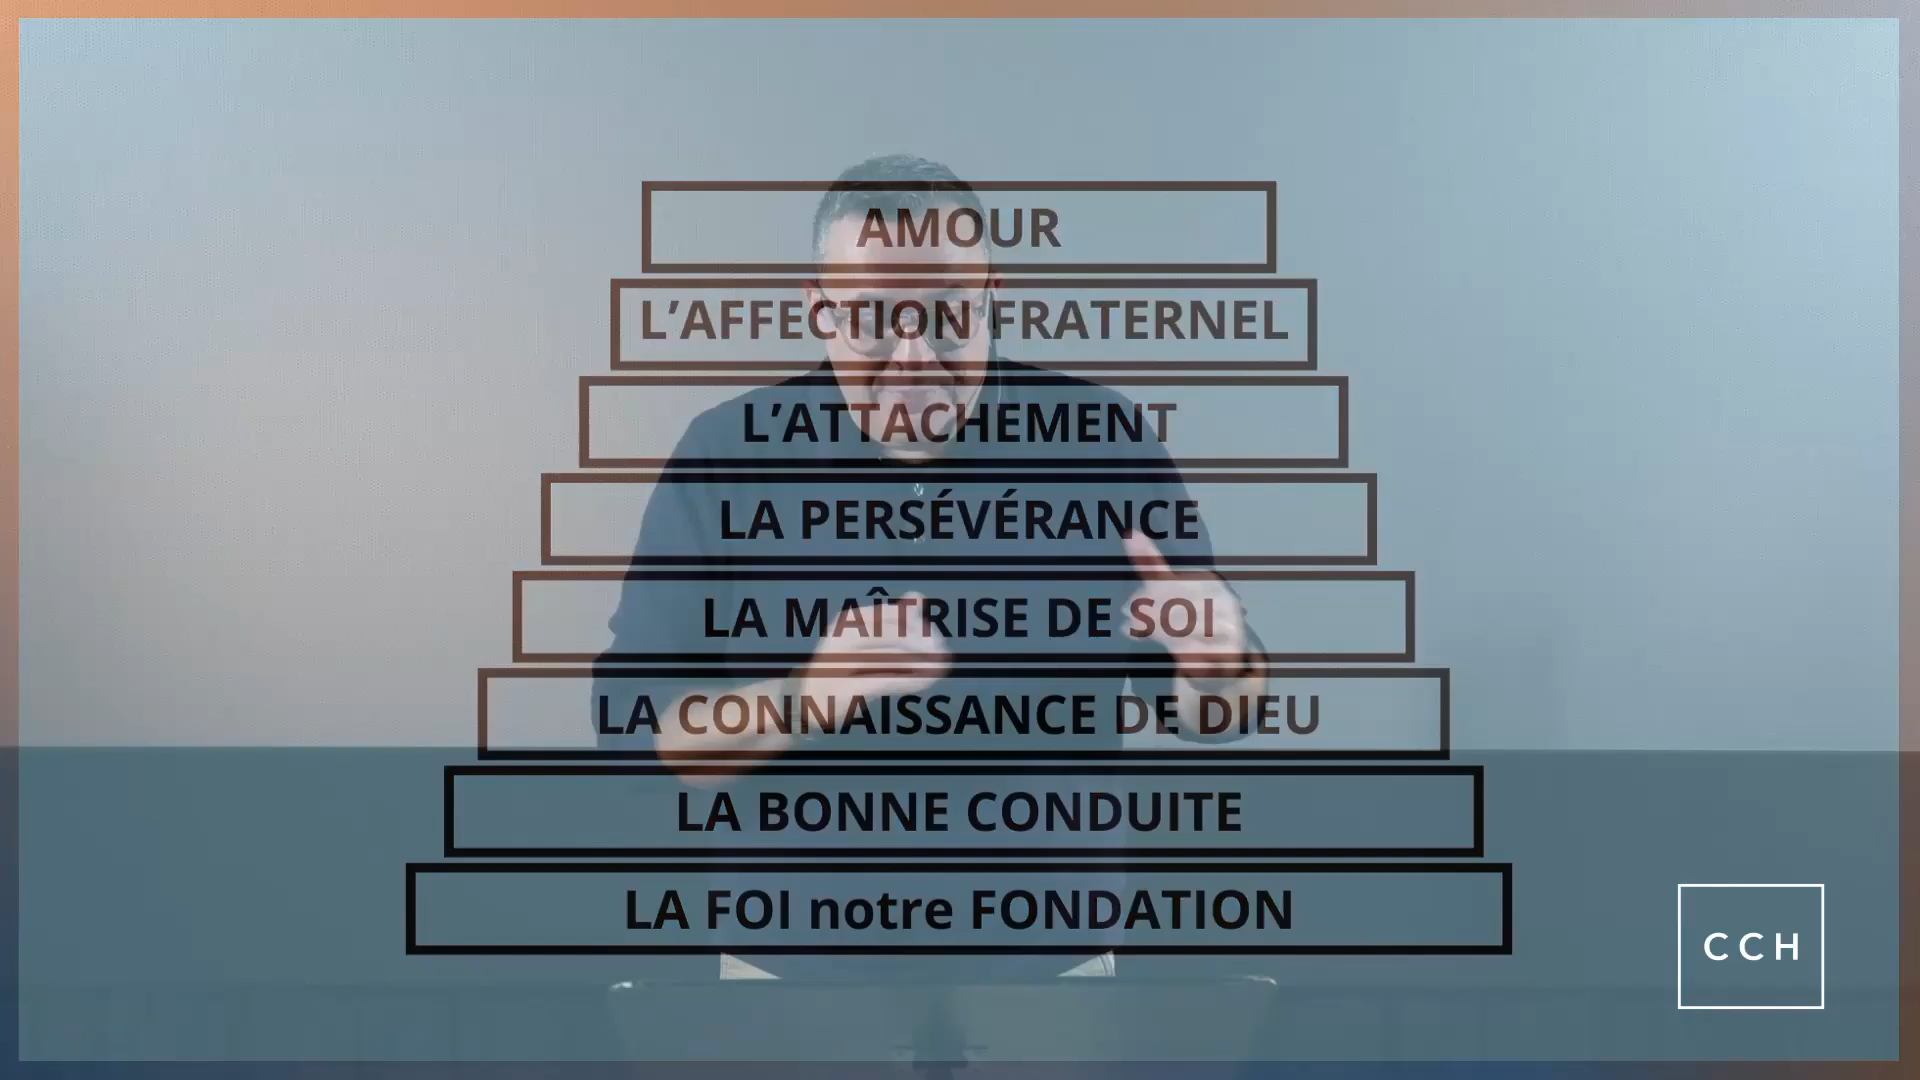 AMOUR
L’AFFECTION FRATERNEL
L’ATTACHEMENT
LA PERSÉVÉRANCE
LA MAÎTRISE DE SOI
LA CONNAISSANCE DE DIEU
LA BONNE CONDUITE
LA FOI notre FONDATION
CCH